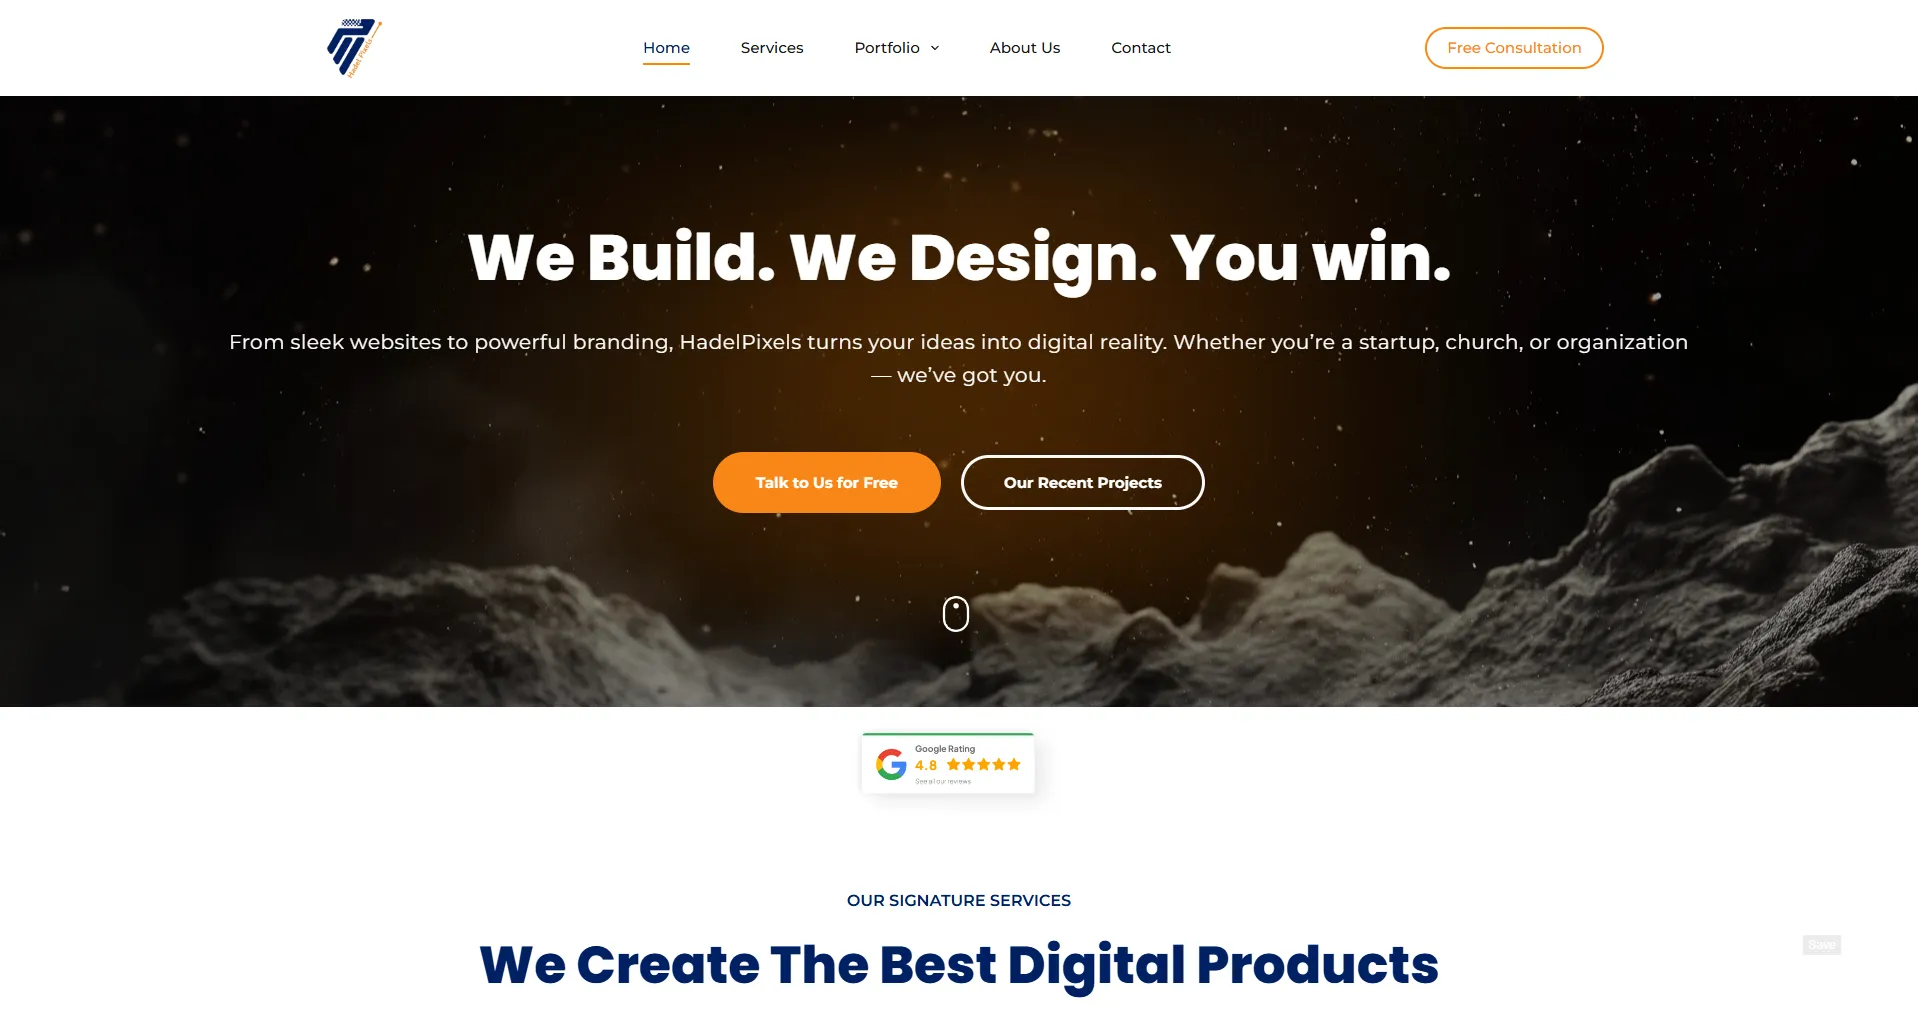 Hadel Pixels
Home
Services
Portfolio
About Us
Contact
Free Consultation
We Build. We Design. You win.
From sleek websites to powerful branding, HadelPixels turns your ideas into digital reality. Whether you’re a startup, church, or organization
— we’ve got you.
Talk to Us for Free
Our Recent Projects
Google Rating
4.8
See all our reviews
OUR SIGNATURE SERVICES
We Create The Best Digital Products
Save